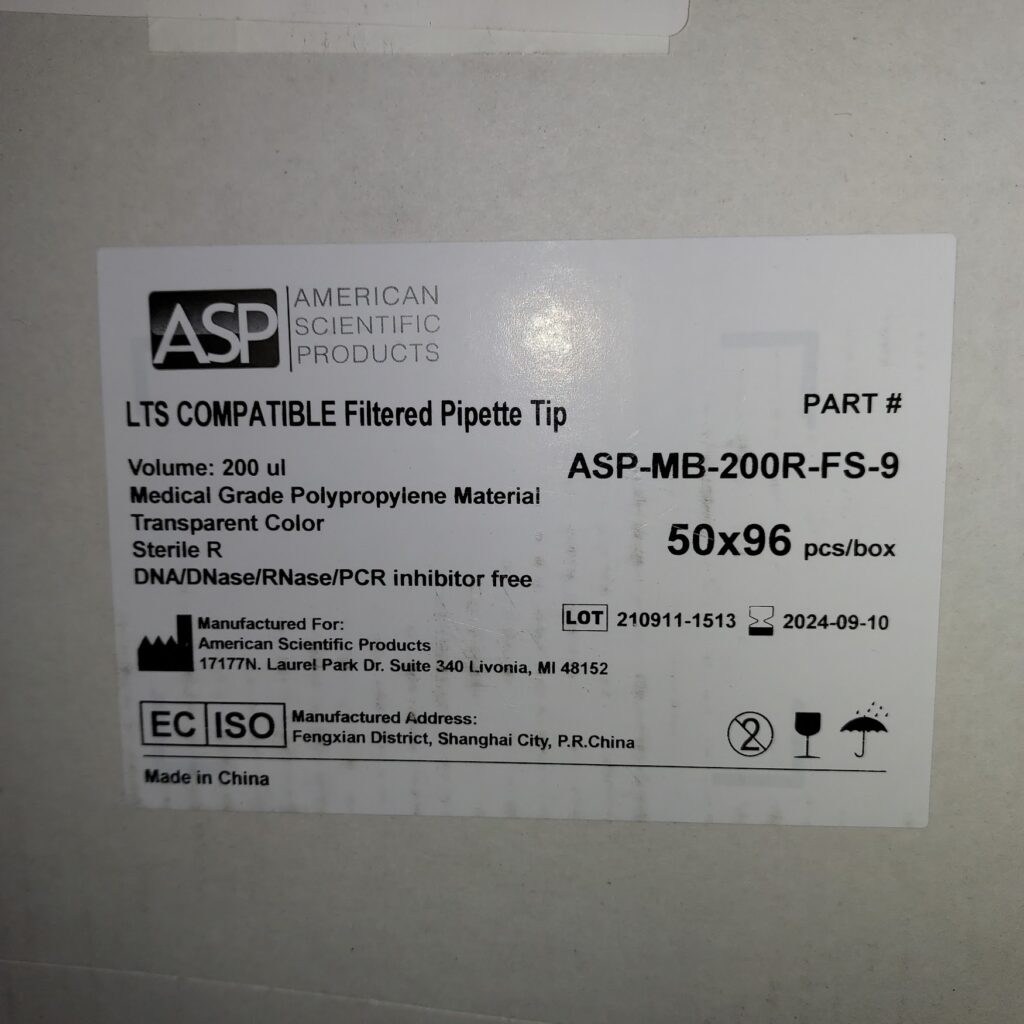 ASP
AMERICAN
SCIENTIFIC
PRODUCTS
LTS COMPATIBLE Filtered Pipette Tip
PART #
Volume: 200 ul
ASP-MB-200R-FS-9
Medical Grade Polypropylene Material
Transparent Color
50x96 pcs/box
Sterile R
DNA/DNase/RNase/PCR inhibitor free
LOT 210911-1513 2024-09-10
Manufactured For:
American Scientific Products
17177N. Laurel Park Dr. Suite 340 Livonia, MI 48152
EC ISO
Manufactured Address:
Fengxian District, Shanghai City, P.R.China
2
Made in China